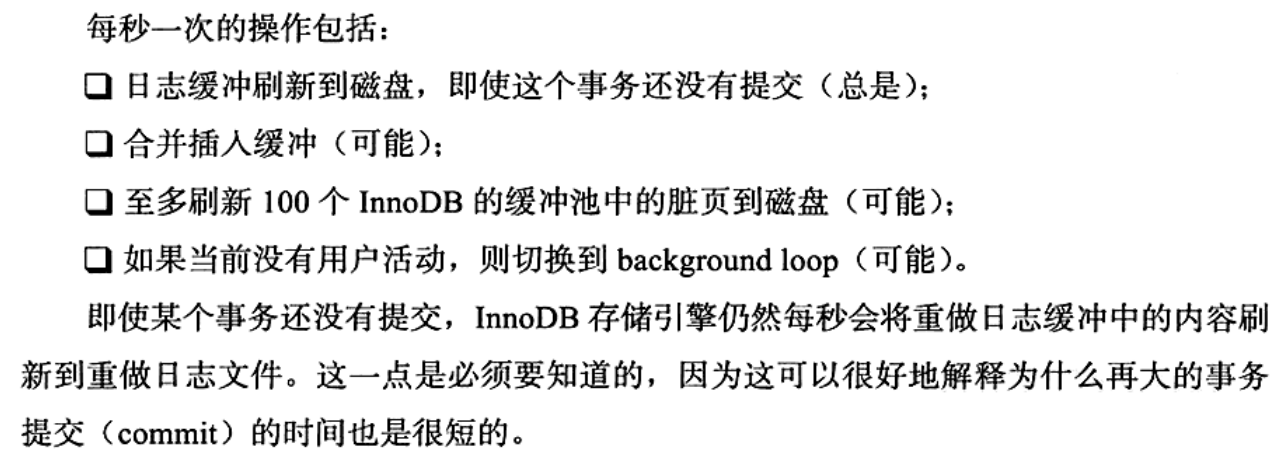 每秒一次的操作包括：
❑ 日志缓冲刷新到磁盘，即使这个事务还没有提交（总是）；
❑ 合并插入缓冲（可能）；
❑ 至多刷新 100 个 InnoDB 的缓冲池中的脏页到磁盘（可能）；
❑ 如果当前没有用户活动，则切换到 background loop（可能）。
即使某个事务还没有提交，InnoDB 存储引擎仍然每秒会将重做日志缓冲中的内容刷
新到重做日志文件。这一点是必须要知道的，因为这可以很好地解释为什么再大的事务
提交（commit）的时间也是很短的。